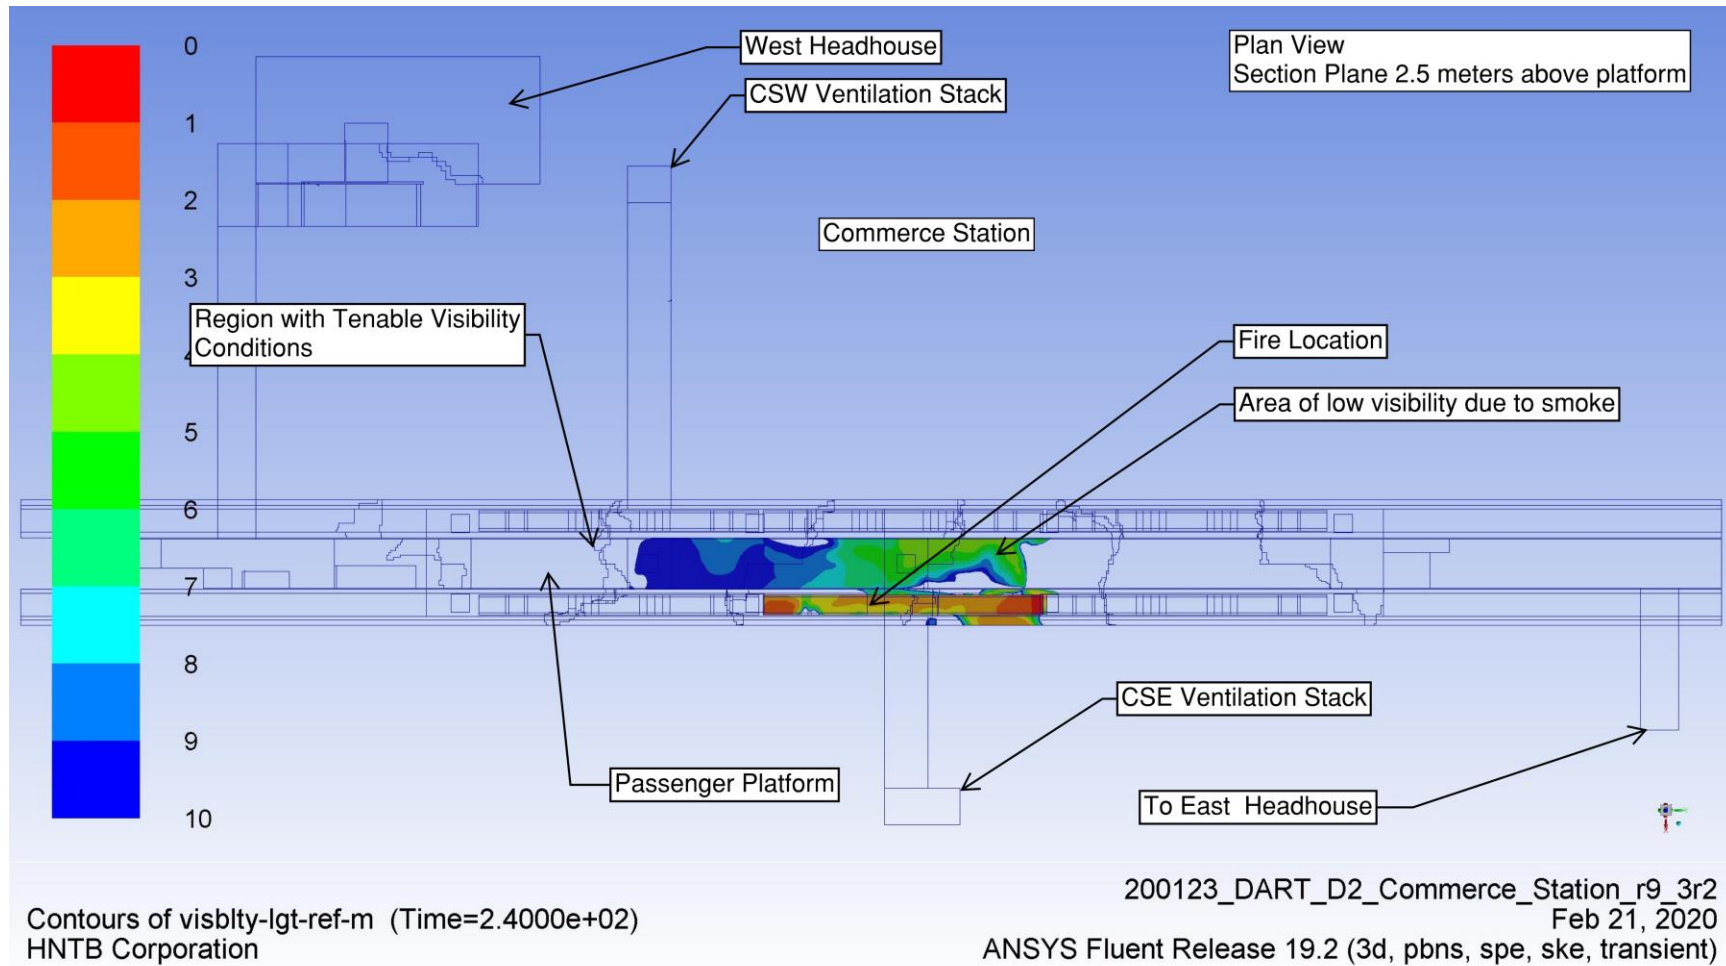 0
1
2
3
4
5
6
7
8
9
10
West Headhouse
CSW Ventilation Stack
Plan View
Section Plane 2.5 meters above platform
Commerce Station
Region with Tenable Visibility
Conditions
Fire Location
Area of low visibility due to smoke
CSE Ventilation Stack
Passenger Platform
To East Headhouse
Contours of visblty-lgt-ref-m (Time=2.4000e+02)
HNTB Corporation
200123_DART_D2_Commerce_Station_r9_3r2
Feb 21, 2020
ANSYS Fluent Release 19.2 (3d, pbns, spe, ske, transient)